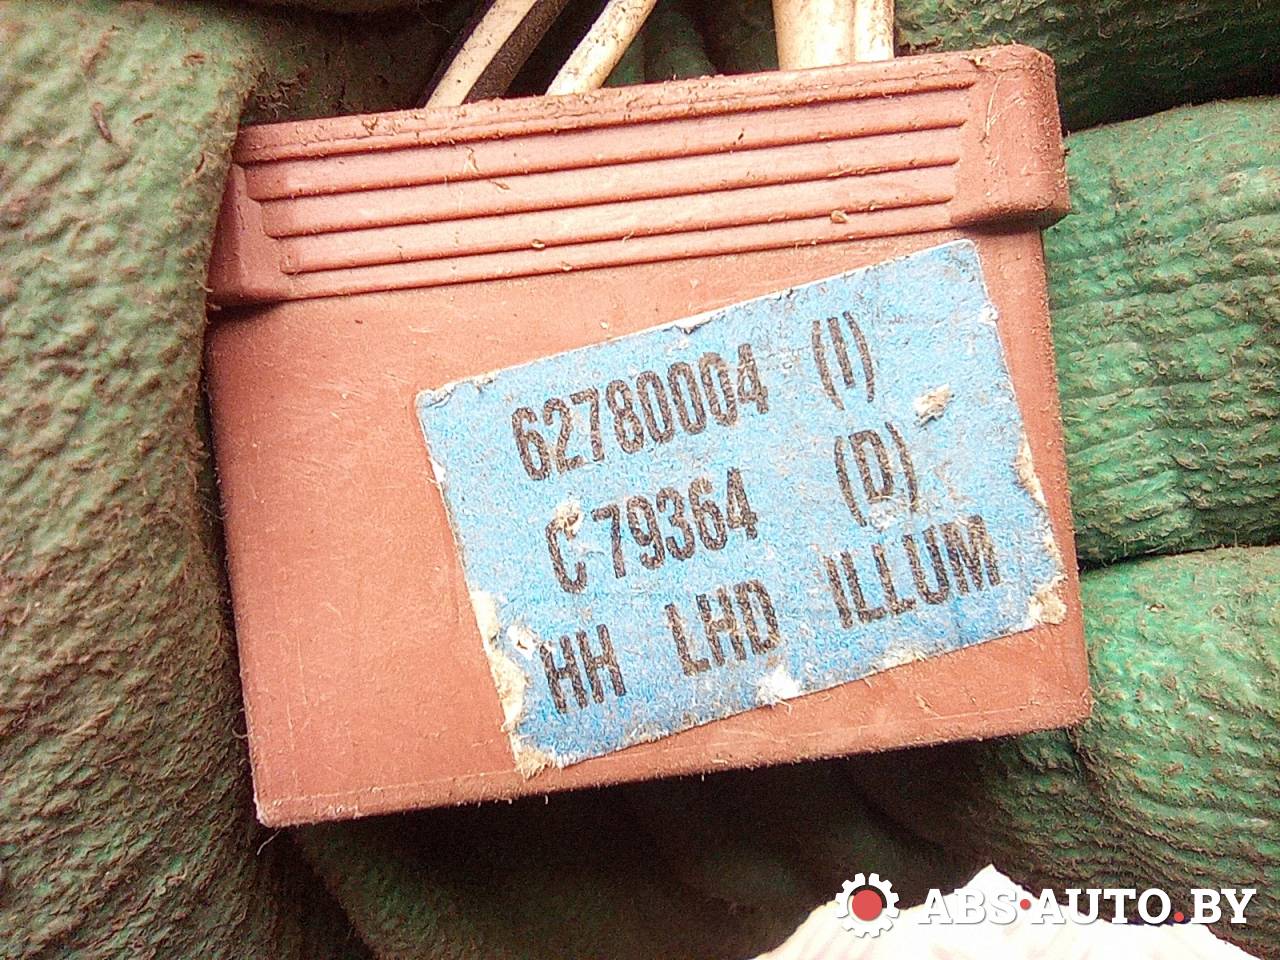 62780004 (I)
C79364 (D)
HH LHD ILLUM
ABS·AUTO.BY